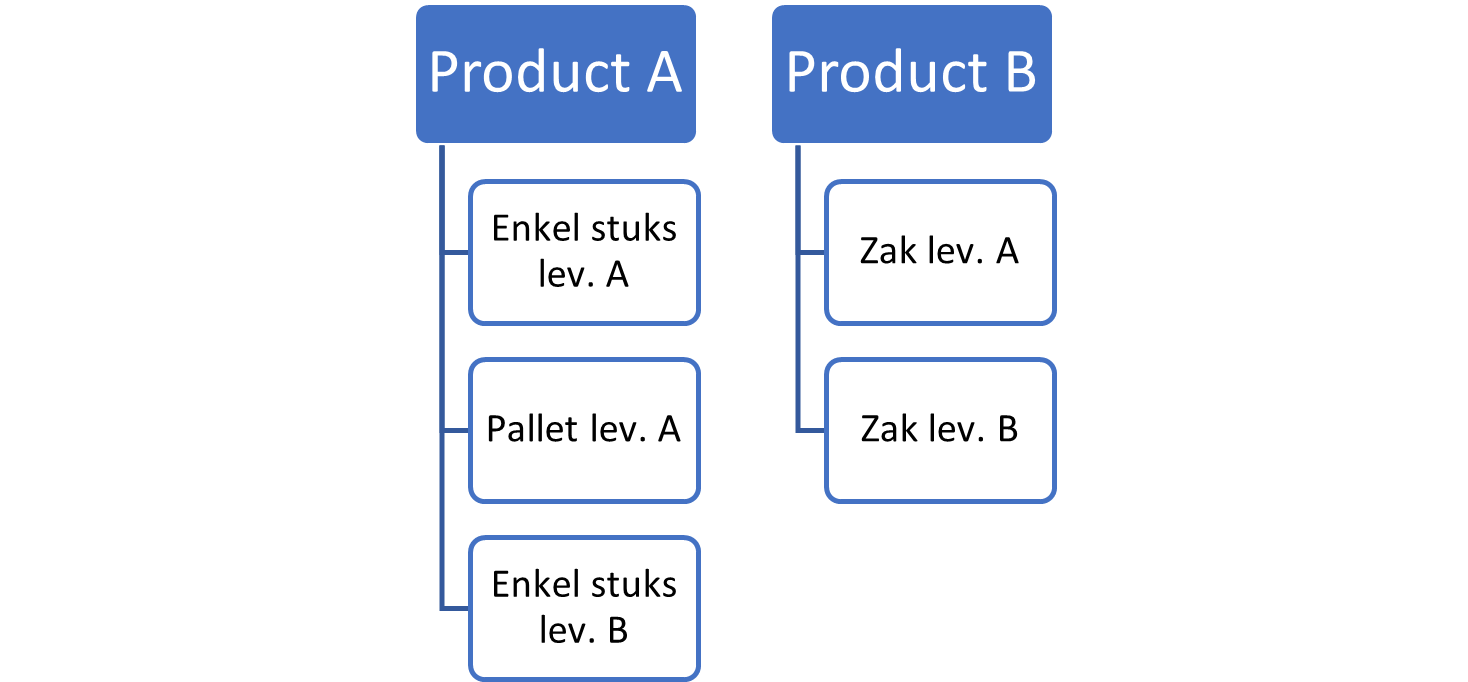 Product A
Enkel stuks
lev. A
Pallet lev. A
Enkel stuks
lev. B
Product B
Zak lev. A
Zak lev. B